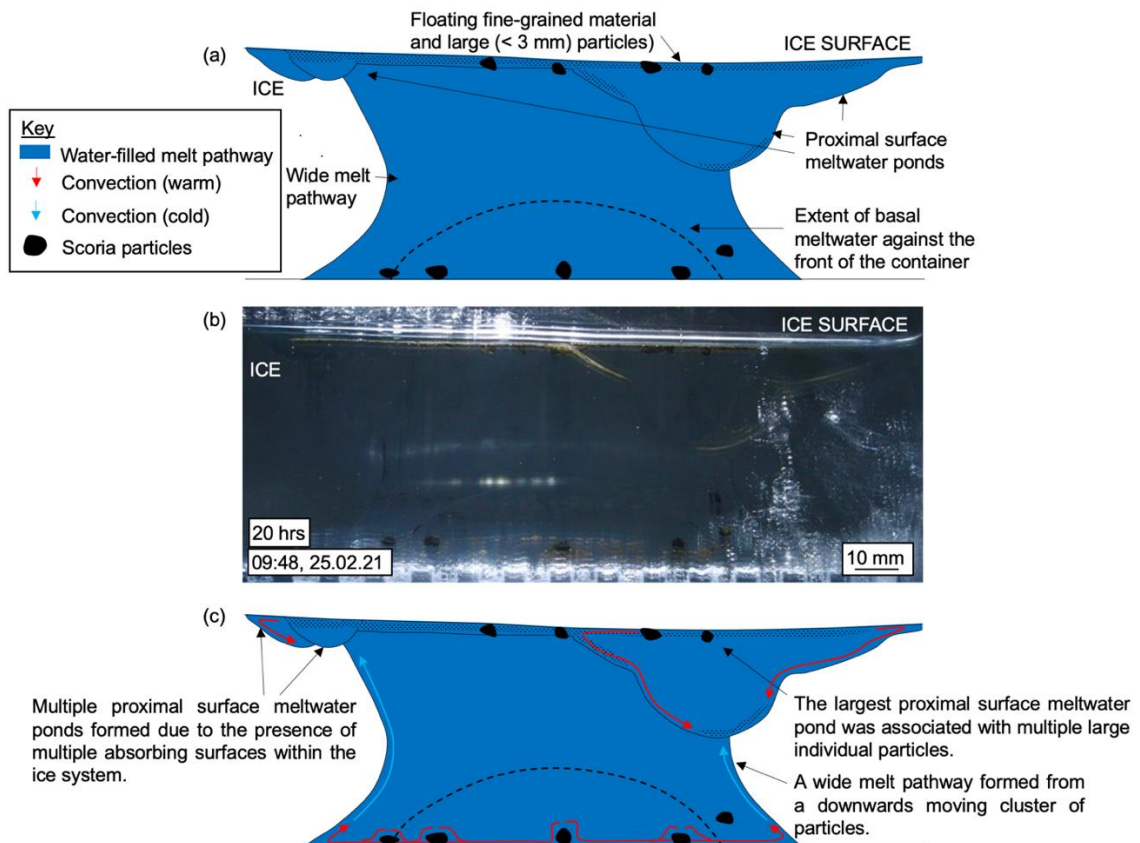 Floating fine-grained material
and large (< 3 mm) particles)
ICE SURFACE
(a)
ICE
Key
Water-filled melt pathway
Convection (warm)
Convection (cold)
Scoria particles
Wide melt
pathway
Proximal surface
meltwater ponds
Extent of basal
meltwater against the
front of the container
(b)
ICE SURFACE
ICE
20 hrs
09:48, 25.02.21
10 mm
(c)
Multiple proximal surface meltwater
ponds formed due to the presence of
multiple absorbing surfaces within the
ice system.
The largest proximal surface meltwater
pond was associated with multiple large
individual particles.
A wide melt pathway formed from
a downwards moving cluster of
particles.